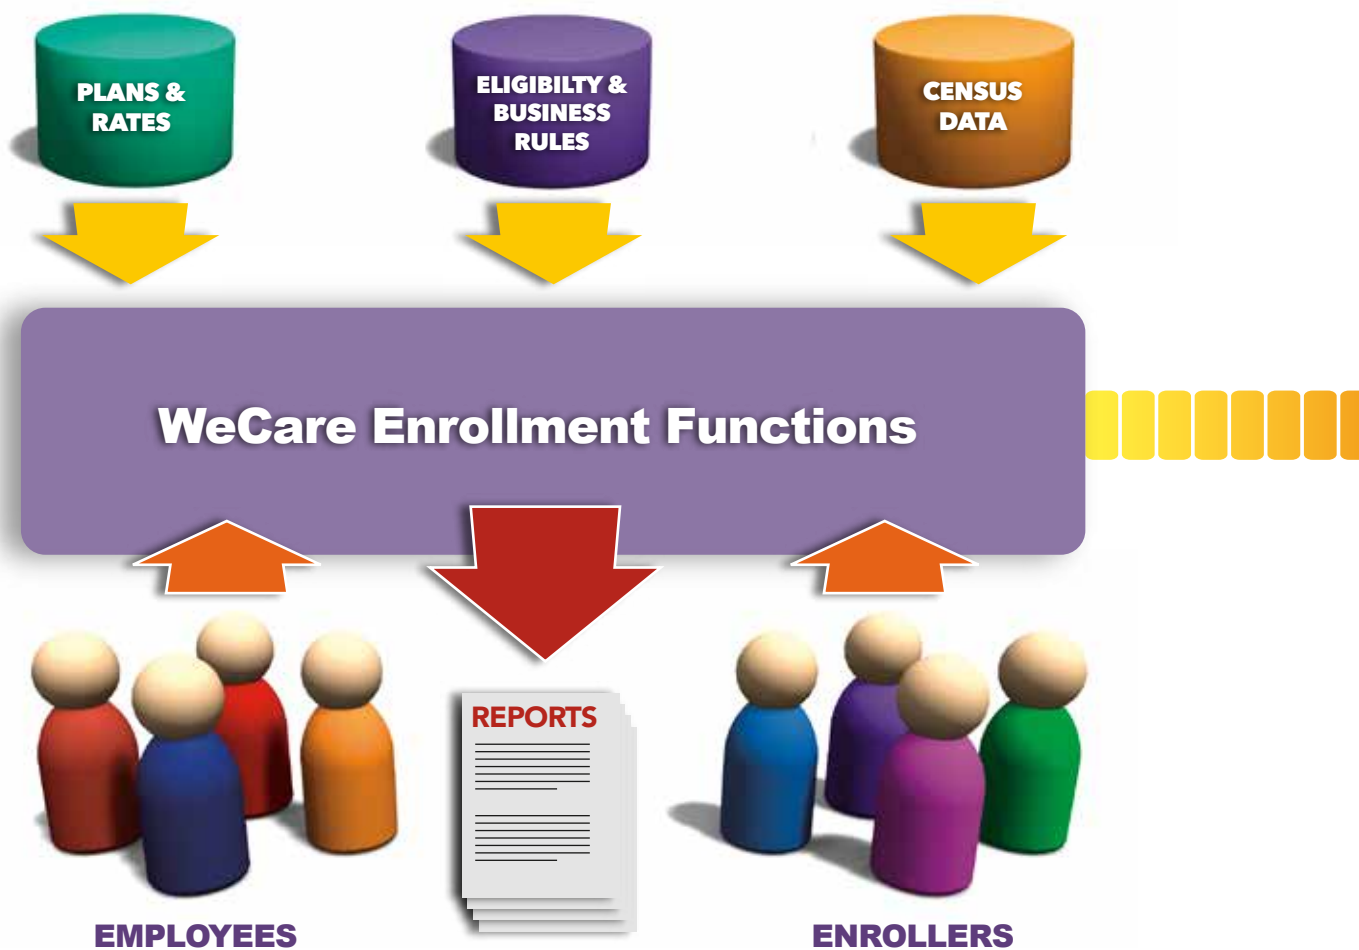 PLANS &
RATES
ELIGIBILTY &
BUSINESS
RULES
CENSUS
DATA
WeCare Enrollment Functions
REPORTS
EMPLOYEES
ENROLLERS